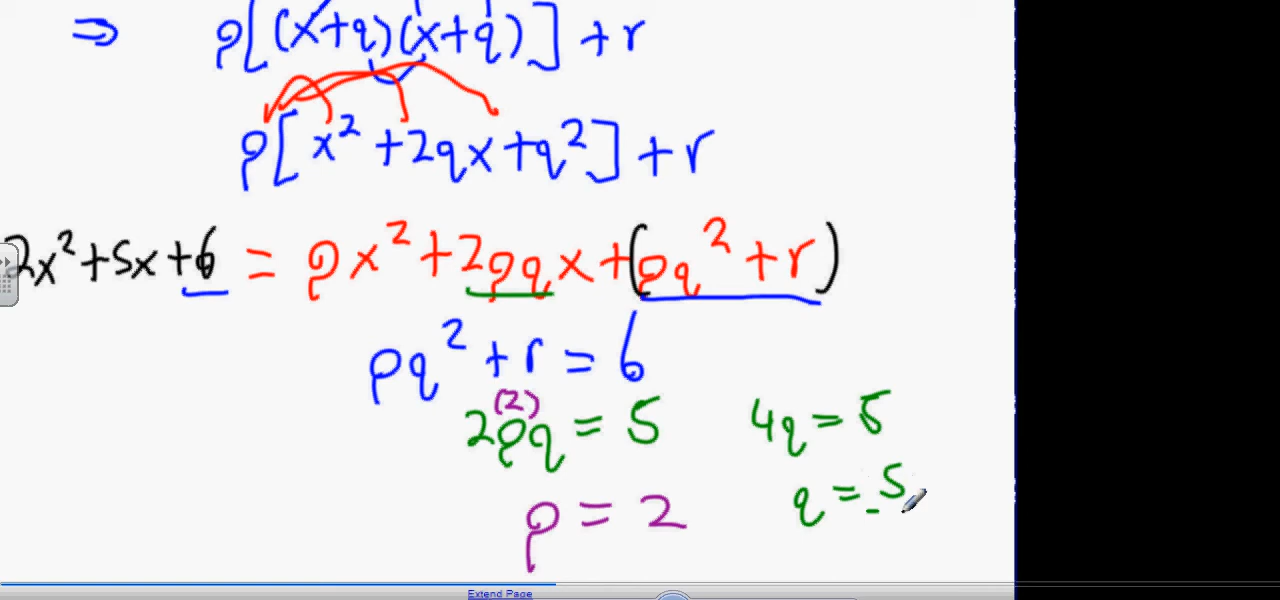 ⇒ p[(x+q)(x+q)] + r
p[x² + 2qx + q²] + r
2x² + 5x + 6 = px² + 2pqx + (pq² + r)
pq² + r = 6
(2)
2pq = 5 4q = 5
p = 2 q = 5
Extend Page